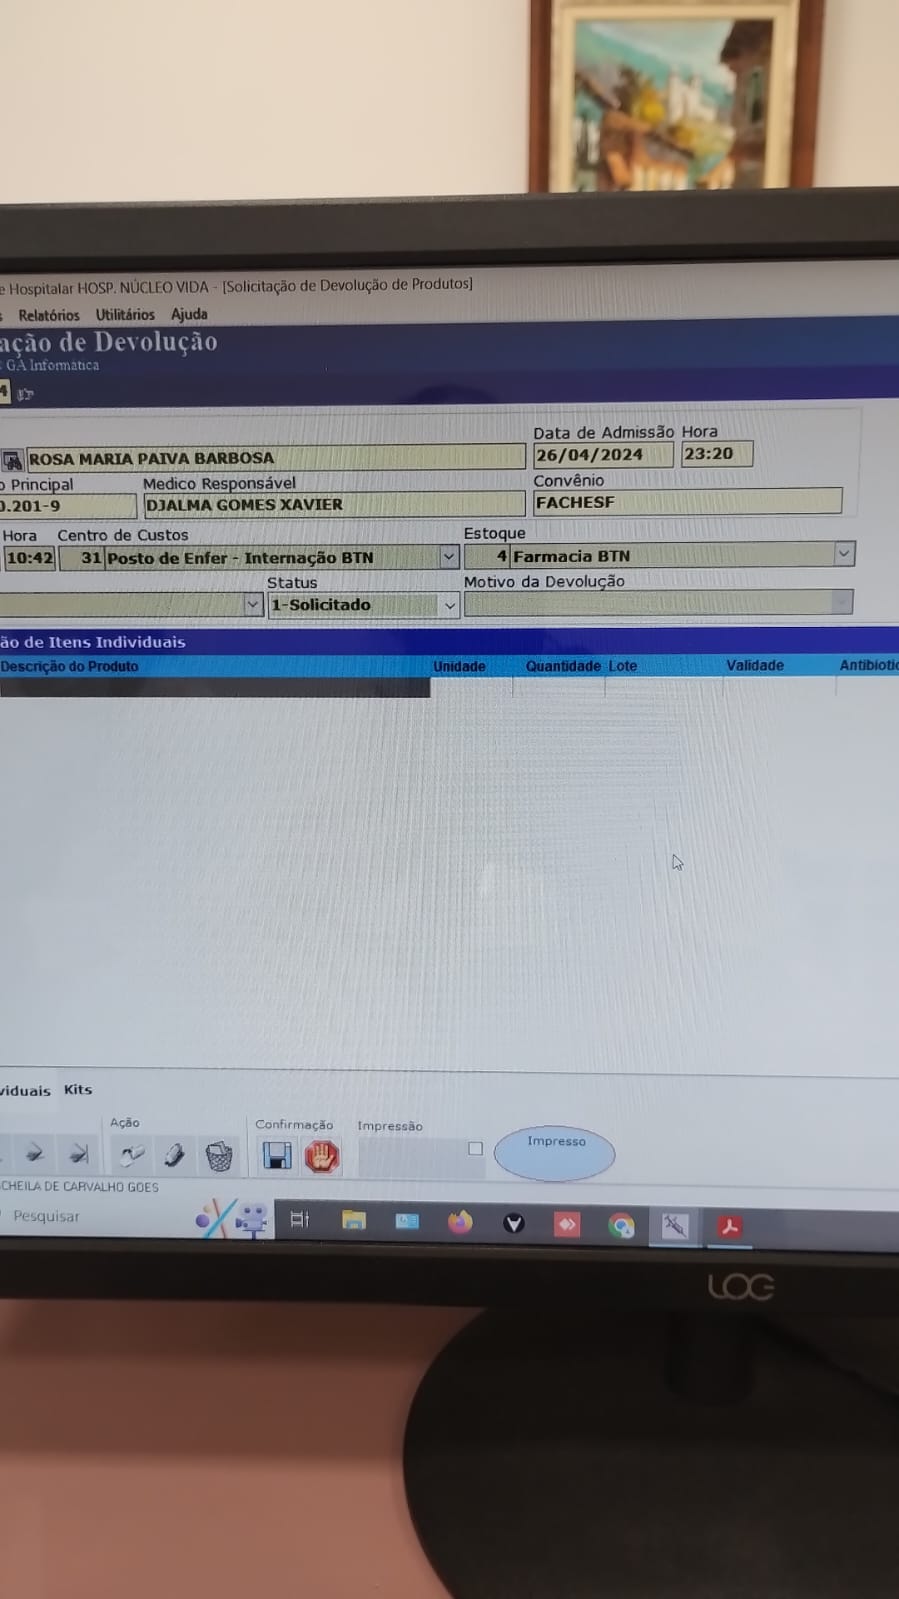 e Hospitalar HOSP. NÚCLEO VIDA - [Solicitação de Devolução de Produtos]
s Relatórios Utilitários Ajuda
ação de Devolução
GA Informática
4
Data de Admissão Hora
ROSA MARIA PAIVA BARBOSA 26/04/2024 23:20
o Principal Medico Responsável Convênio
0.201-9 DJALMA GOMES XAVIER FACHESF
Hora Centro de Custos Estoque
10:42 31 Posto de Enfer - Internação BTN 4 Farmacia BTN
Status Motivo da Devolução
1-Solicitado
ão de Itens Individuais
Descrição do Produto Unidade Quantidade Lote Validade Antibiotic
viduais Kits
Ação Confirmação Impressão
Impresso
CHEILA DE CARVALHO GOES
Pesquisar
LOG